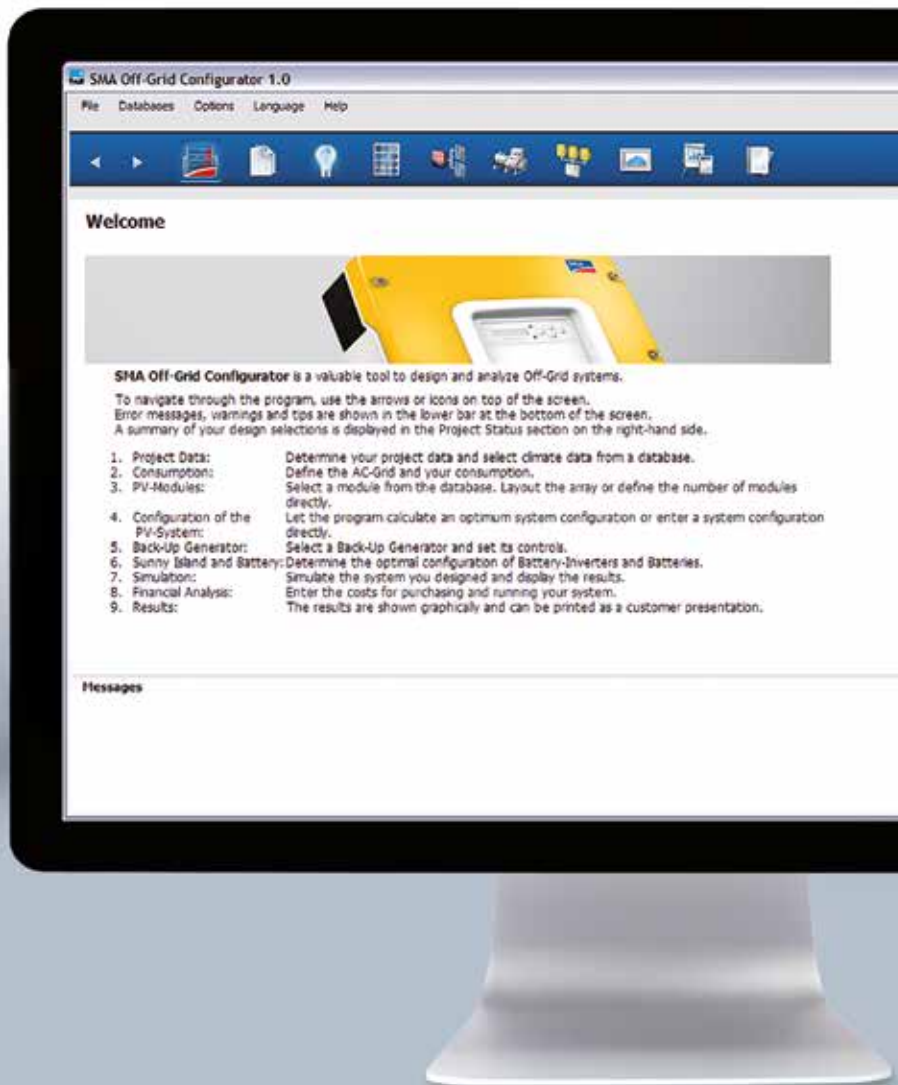 SMA Off-Grid Configurator 1.0
File Databases Options Language Help
Welcome
SMA
SMA Off-Grid Configurator is a valuable tool to design and analyze Off-Grid systems.
To navigate through the program, use the arrows or icons on top of the screen.
Error messages, warnings and tips are shown in the lower bar at the bottom of the screen.
A summary of your design selections is displayed in the Project Status section on the right-hand side.
1. Project Data: Determine your project data and select climate data from a database.
2. Consumption: Define the AC-Grid and your consumption.
3. PV-Modules: Select a module from the database. Layout the array or define the number of modules
directly.
4. Configuration of the Let the program calculate an optimum system configuration or enter a system configuration
PV-System: directly.
5. Back-Up Generator: Select a Back-Up Generator and set its controls.
6. Sunny Island and Battery: Determine the optimal configuration of Battery-Inverters and Batteries.
7. Simulation: Simulate the system you designed and display the results.
8. Financial Analysis: Enter the costs for purchasing and running your system.
9. Results: The results are shown graphically and can be printed as a customer presentation.
Messages